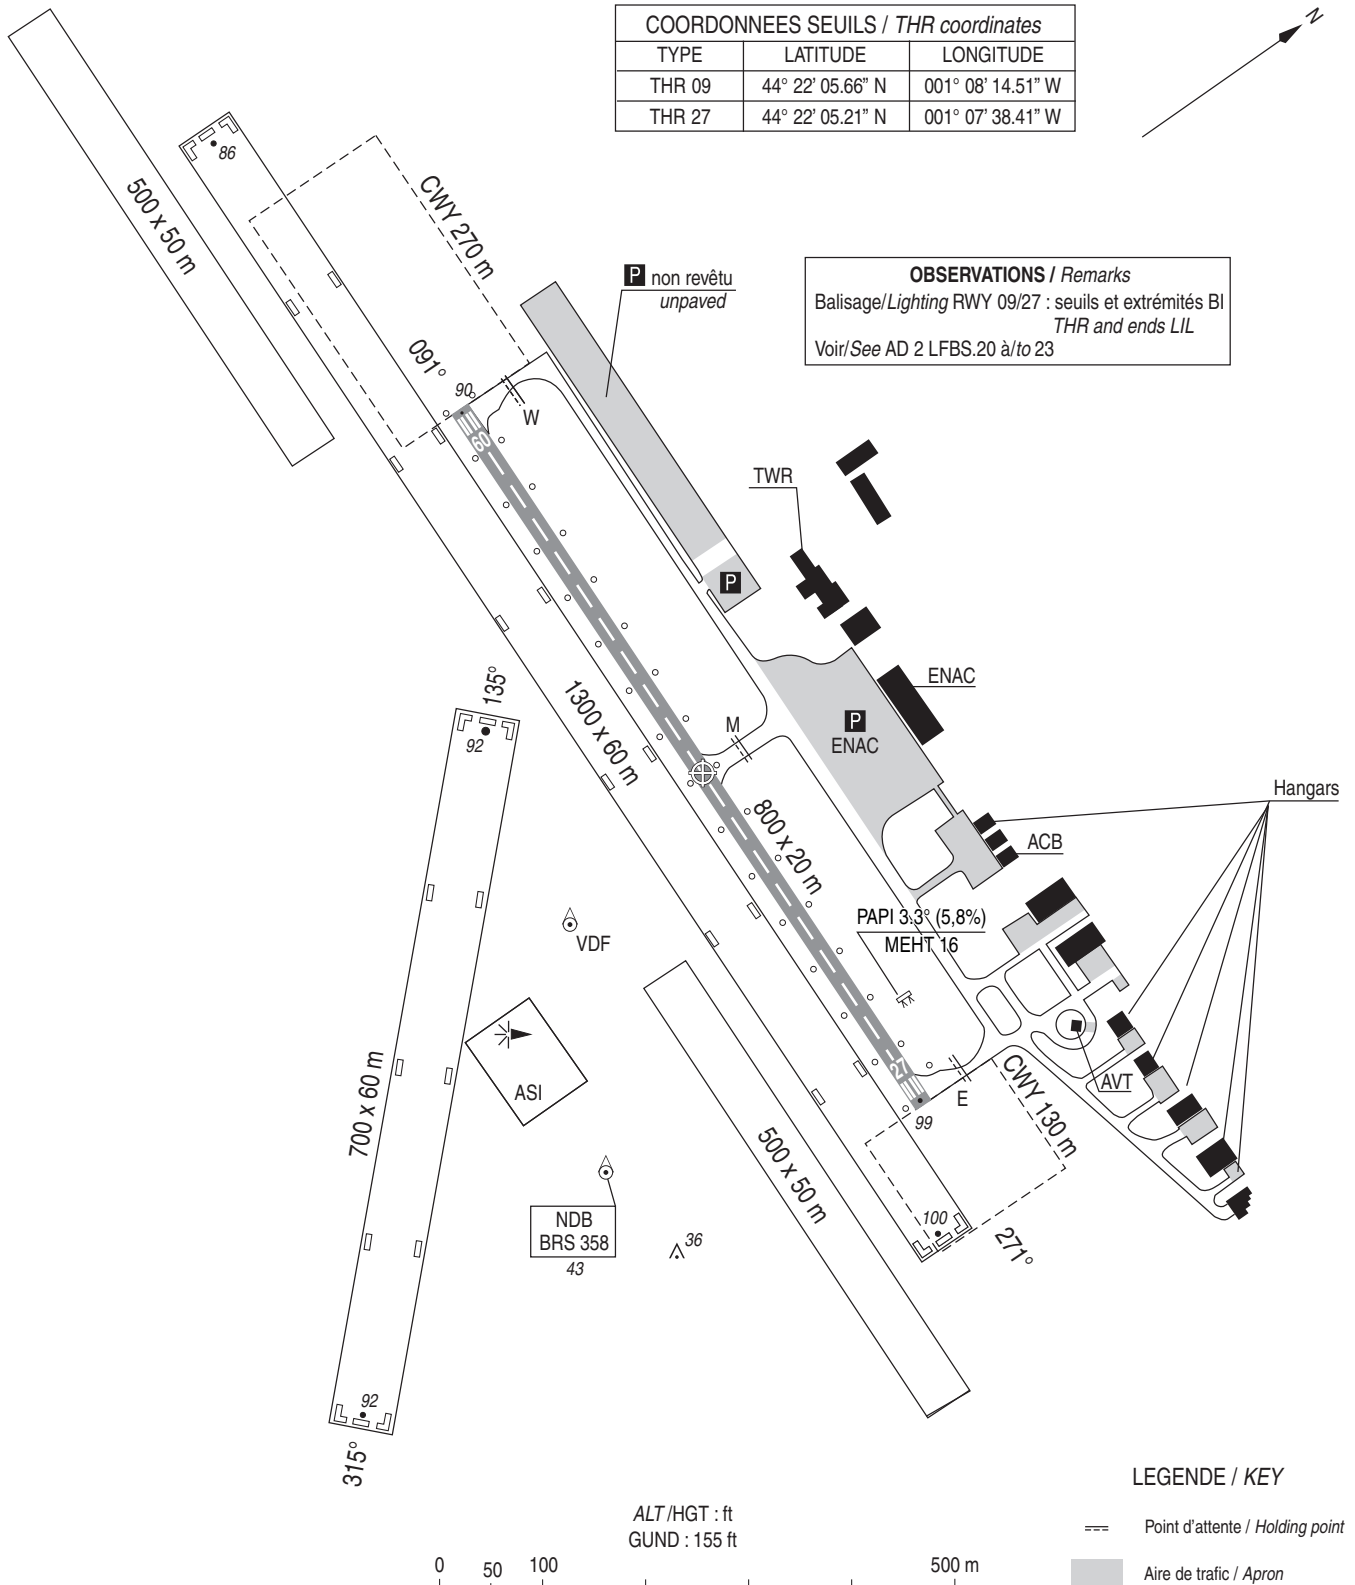 COORDONNEES SEUILS / THR coordinates
TYPE LATITUDE LONGITUDE
THR 09 44° 22' 05.66" N 001° 08' 14.51" W
THR 27 44° 22' 05.21" N 001° 07' 38.41" W
N
86
500 x 50 m
CWY 270 m
P non revêtu
unpaved
OBSERVATIONS / Remarks
Balisage/Lighting RWY 09/27 : seuils et extrémités BI
THR and ends LIL
Voir/See AD 2 LFBS.20 à/to 23
091°
90
W
09
TWR
P
ENAC
135°
92
1300 x 60 m
M
P
ENAC
Hangars
800 x 20 m
ACB
PAPI 3.3° (5,8%)
MEHT 16
VDF
700 x 60 m
ASI
27
E
99
CWY 130 m
AVT
500 x 50 m
NDB
BRS 358
43
36
100
271°
92
315°
LEGENDE / KEY
ALT /HGT : ft
GUND : 155 ft
Point d'attente / Holding point
Aire de trafic / Apron
0 50 100 500 m